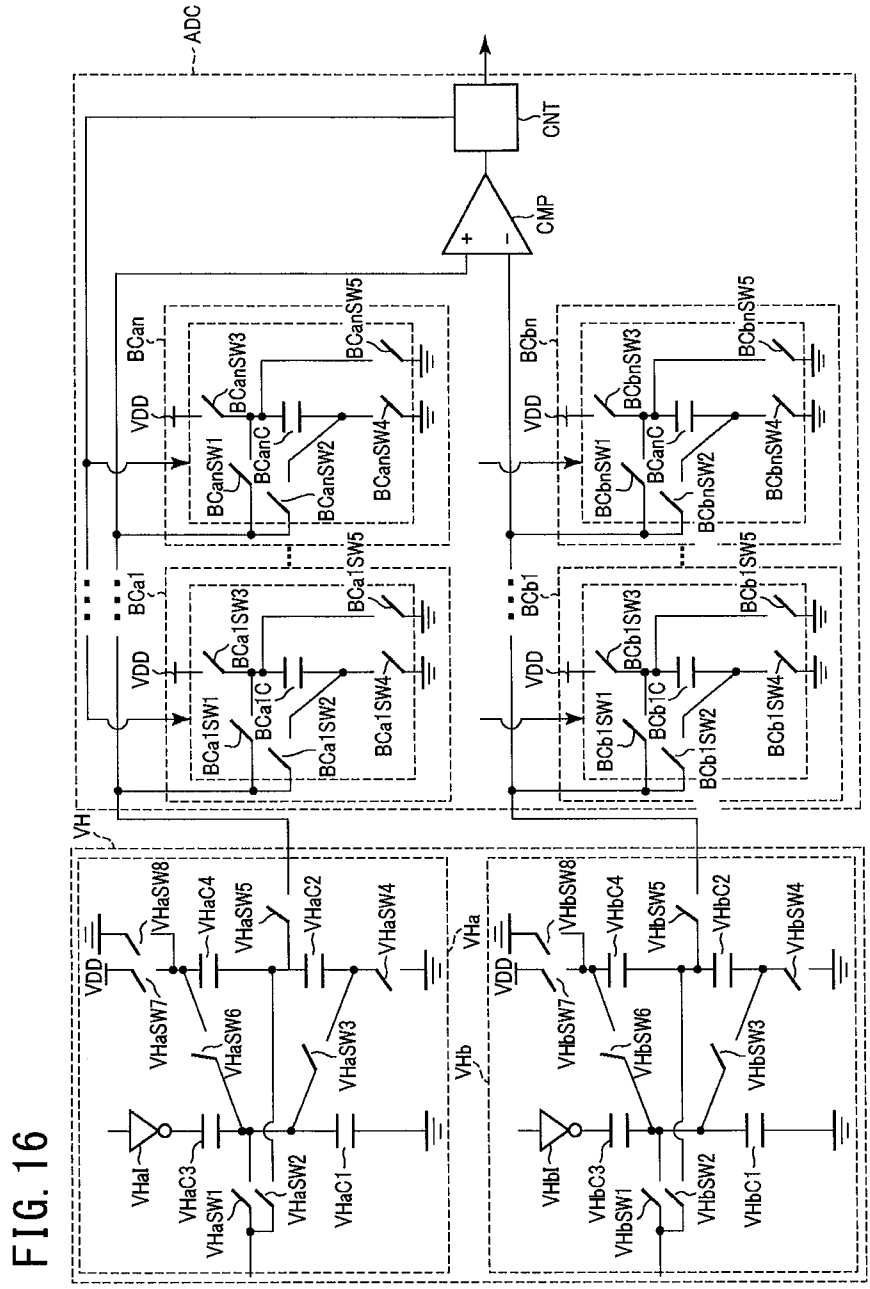 FIG. 16
VH
VHa
VDD
VHaI
VHaC3
VHaSW1
VHaSW2
VHaC1
VHaSW6
VHaSW7
VHaSW8
VHaC4
VHaSW5
VHaC2
VHaSW3
VHaSW4
VHb
VDD
VHbI
VHbC3
VHbSW1
VHbSW2
VHbC1
VHbSW6
VHbSW7
VHbSW8
VHbC4
VHbSW5
VHbC2
VHbSW3
VHbSW4
ADC
BCa1
VDD
BCa1SW1
BCa1SW3
BCa1C
BCa1SW2
BCa1SW4
BCa1SW5
BCan
VDD
BCanSW1
BCanSW3
BCanC
BCanSW2
BCanSW4
BCanSW5
BCb1
VDD
BCb1SW1
BCb1SW3
BCb1C
BCb1SW2
BCb1SW4
BCb1SW5
BCbn
VDD
BCbnSW1
BCbnSW3
BCanC
BCbnSW2
BCbnSW4
BCbnSW5
+
−
CMP
CNT